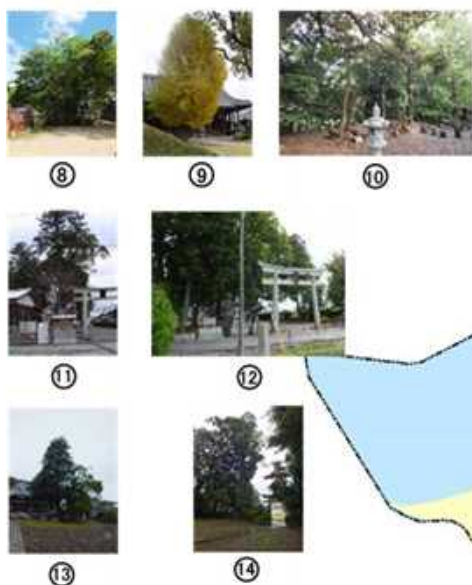 ⑧ ⑨ ⑩
⑪ ⑫
⑬ ⑭